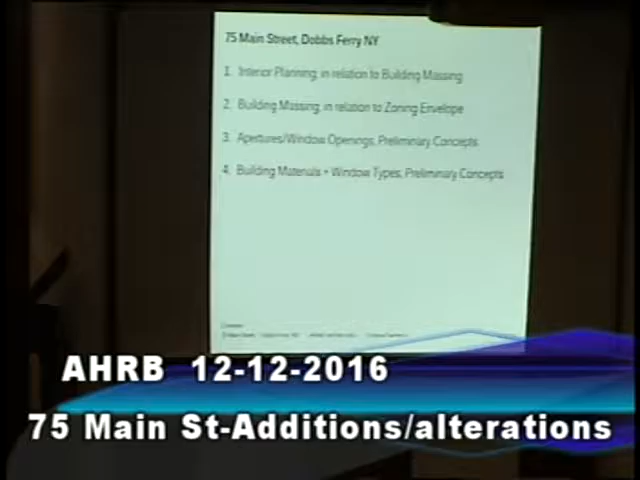 75 Main Street, Dobbs Ferry NY
1. Interior Planning, in relation to Building Massing
2. Building Massing, in relation to Zoning Envelope
3. Apertures/Window Openings, Preliminary Concepts
4. Building Materials + Window Types, Preliminary Concepts
AHRB 12-12-2016
75 Main St-Additions/alterations